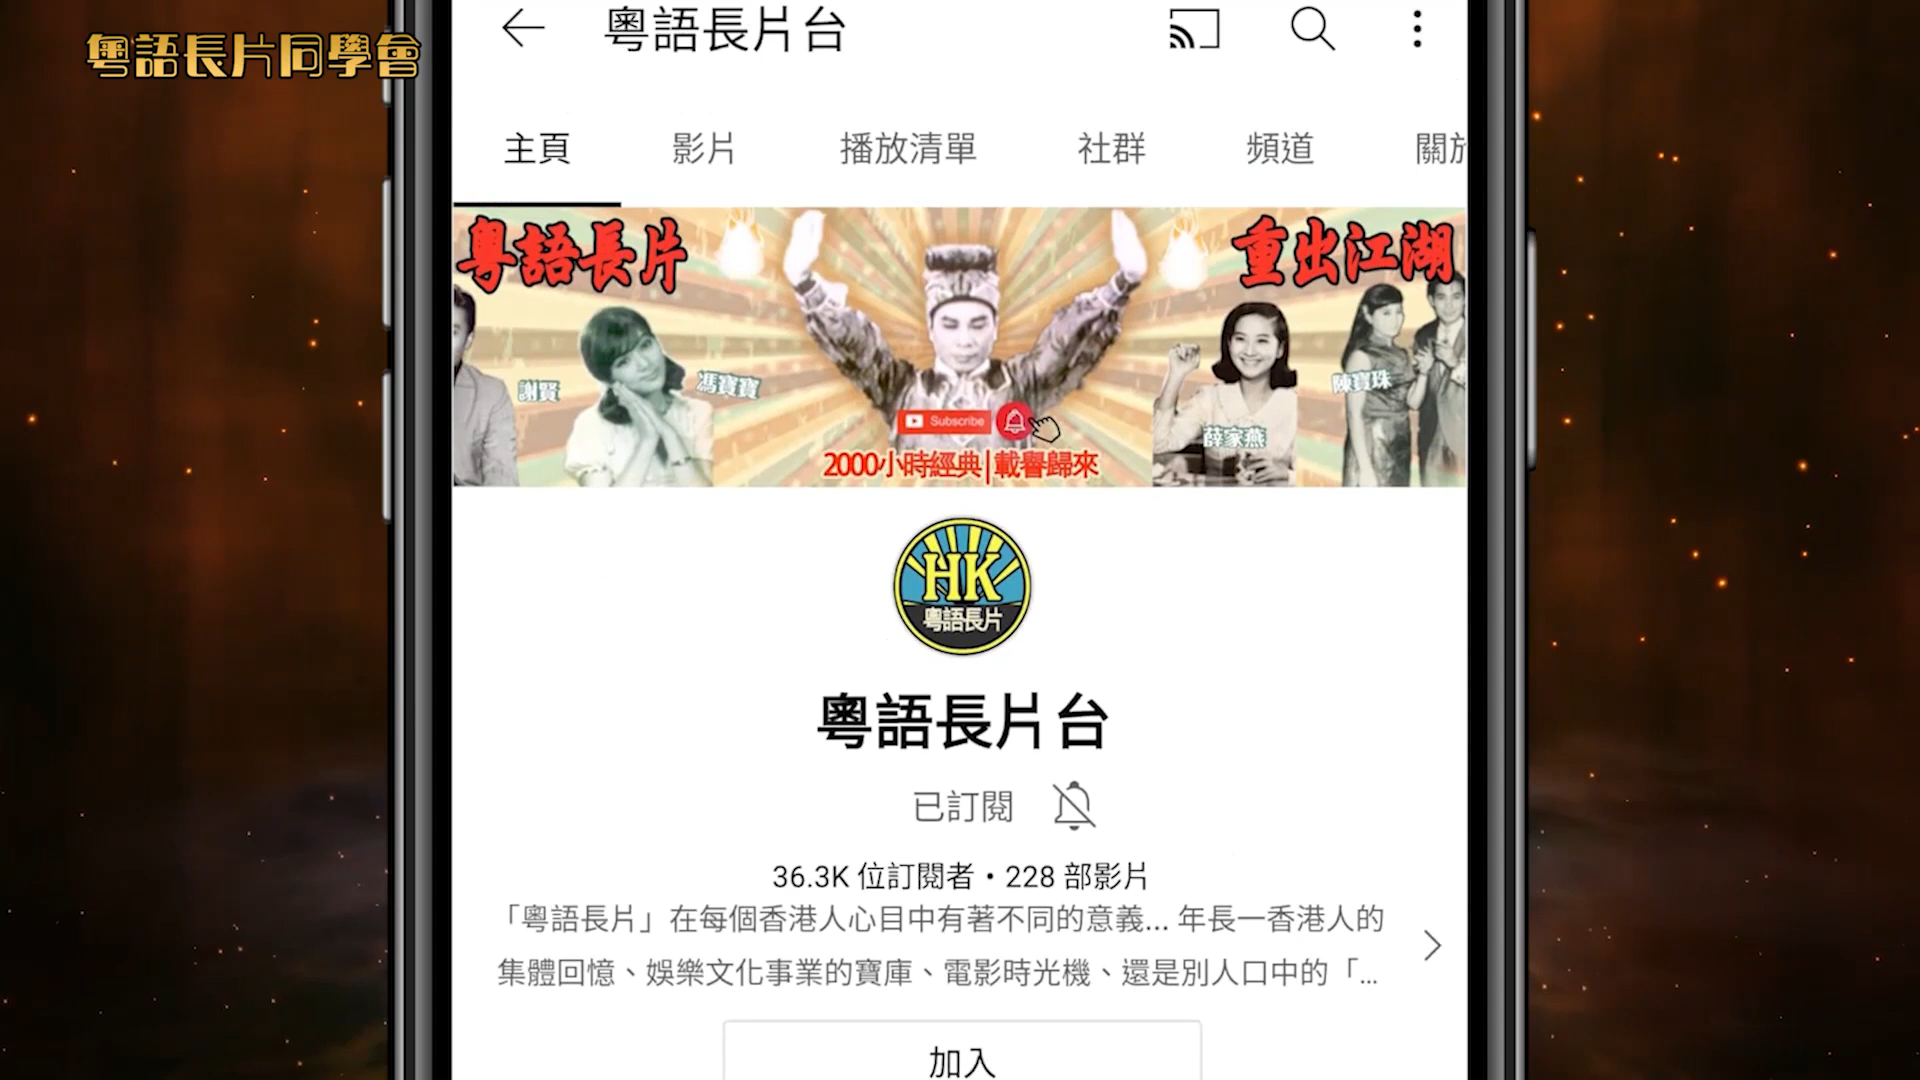 粵語長片同學會
粵語長片台
主頁 影片 播放清單 社群 頻道 關於
粵語長片 重出江湖
謝賢 馮寶寶 薛家燕 陳寶珠
Subscribe
2000小時經典|載譽歸來
HK
粵語長片
粵語長片台
已訂閱
36.3K 位訂閱者・228 部影片
「粵語長片」在每個香港人心目中有著不同的意義... 年長一香港人的
集體回憶、娛樂文化事業的寶庫、電影時光機、還是別人口中的「...
加入